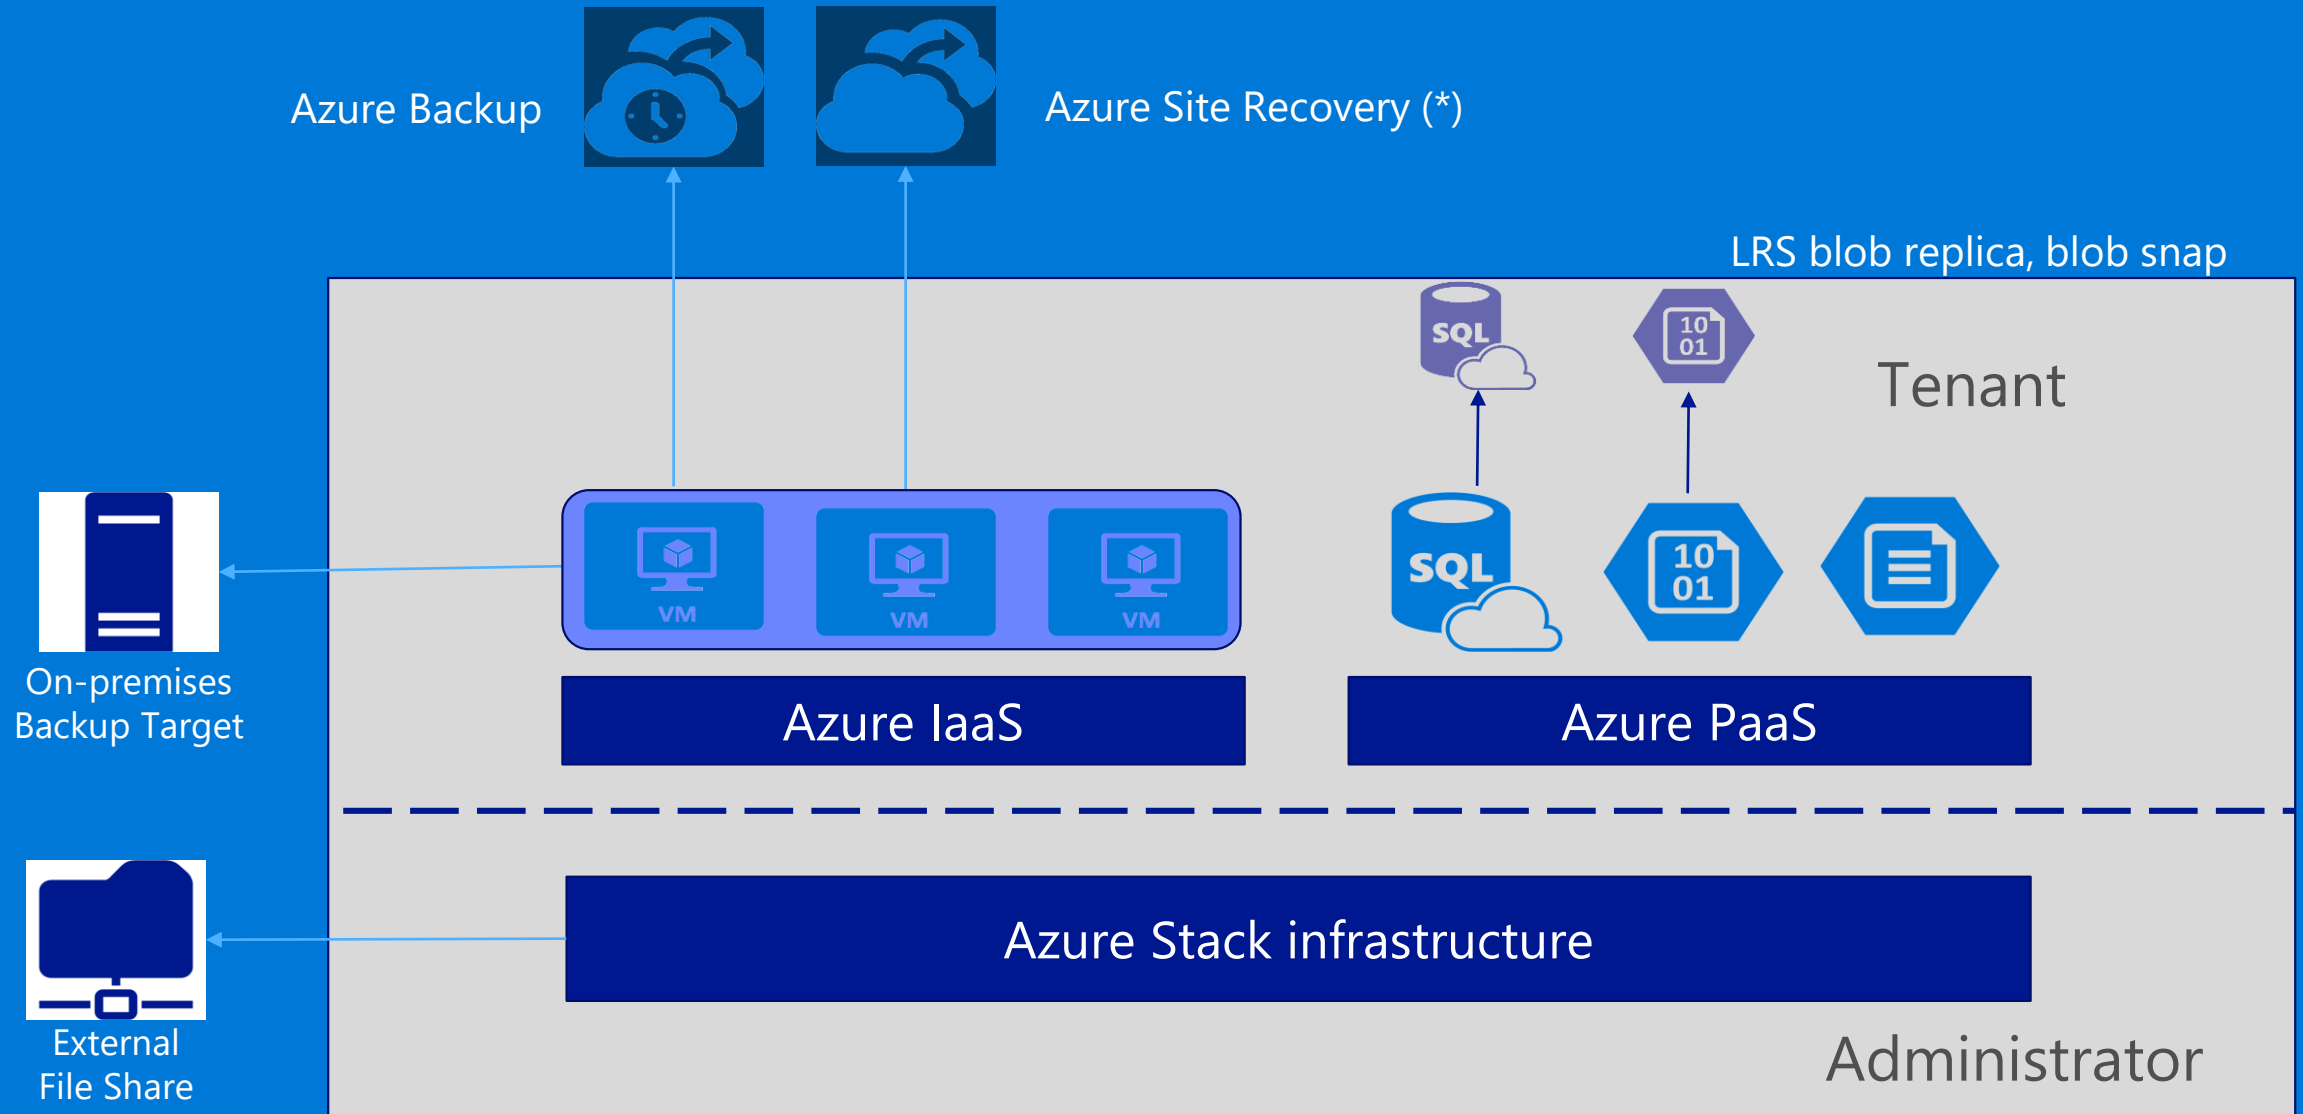 Azure Backup
Azure Site Recovery (*)
LRS blob replica, blob snap
SQL
10
01
Tenant
VM
VM
VM
SQL
10
01
On-premises
Backup Target
Azure IaaS
Azure PaaS
Azure Stack infrastructure
External
File Share
Administrator